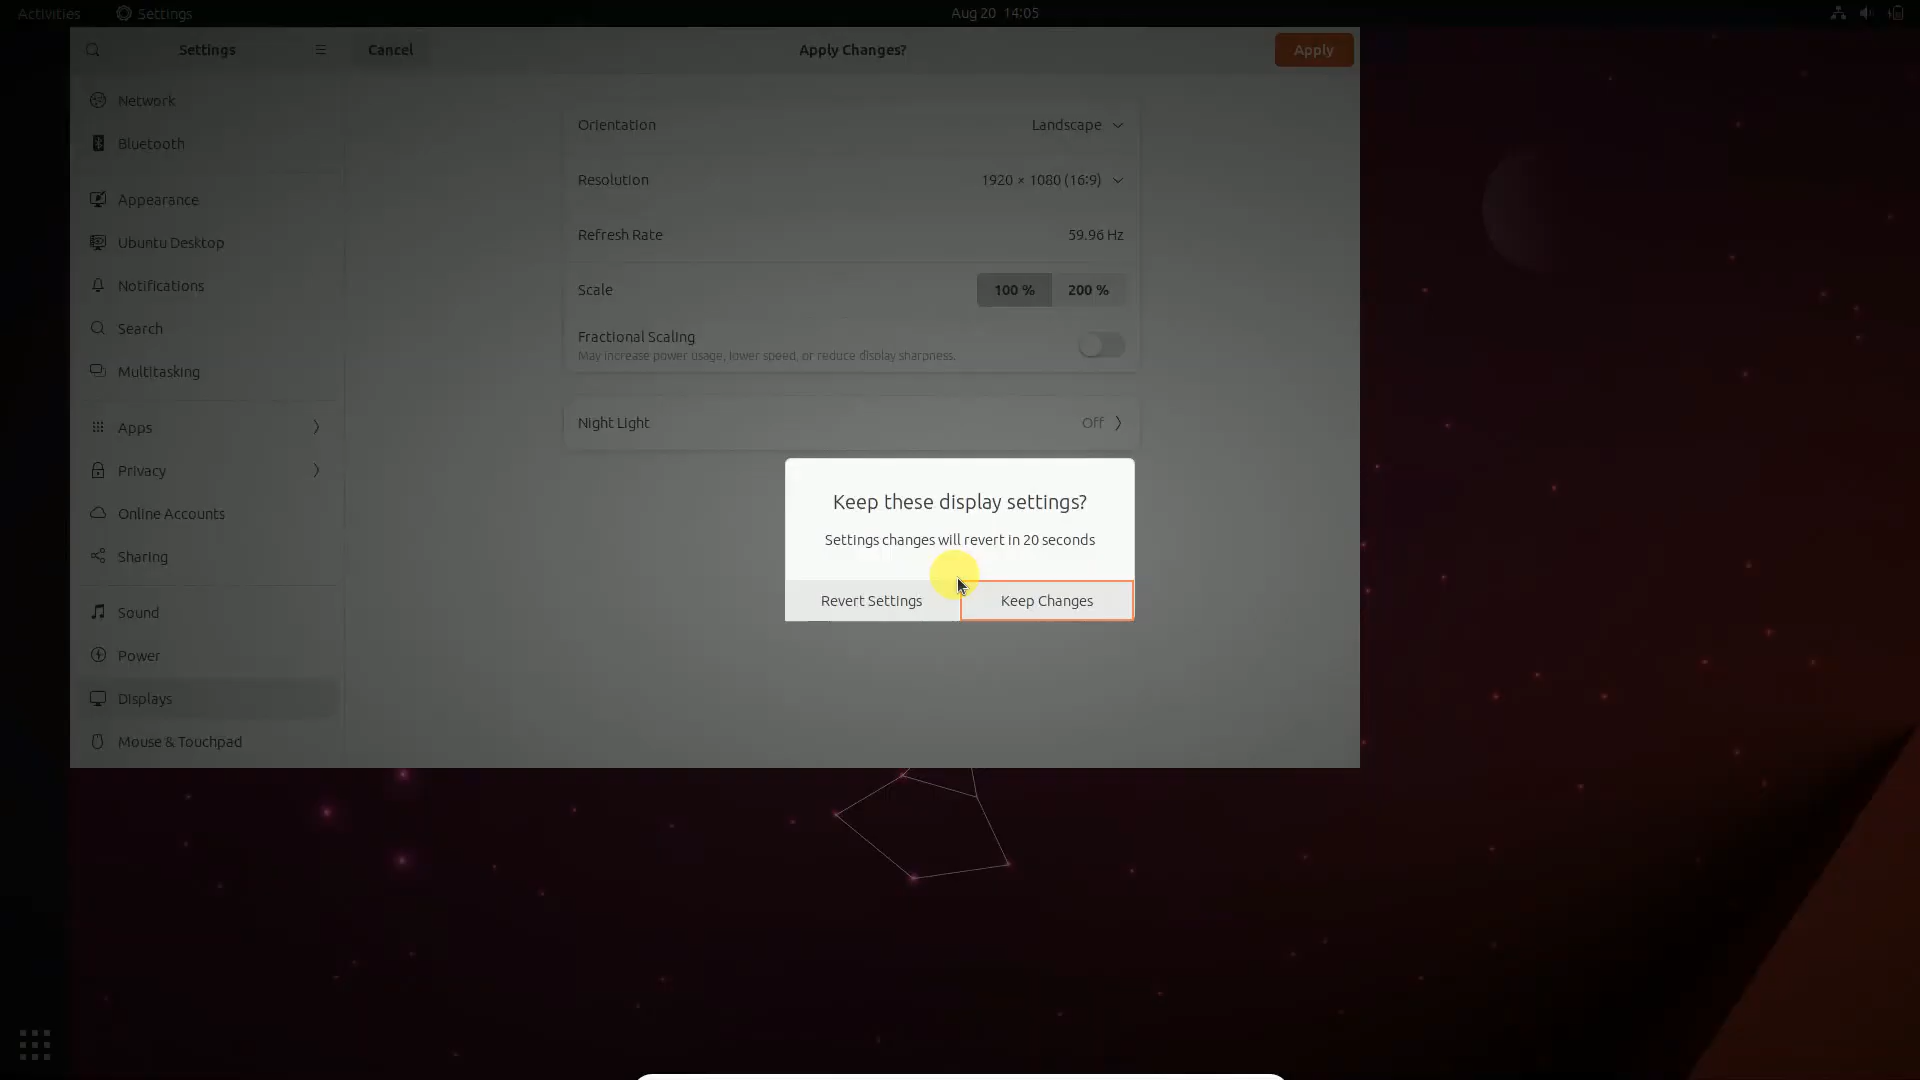 Activities
Settings
Aug 20 14:05
Settings
Cancel
Apply Changes?
Apply
Network
Bluetooth
Appearance
Ubuntu Desktop
Notifications
Search
Multitasking
Apps
Privacy
Online Accounts
Sharing
Sound
Power
Displays
Mouse & Touchpad
Orientation
Landscape
Resolution
1920 × 1080 (16:9)
Refresh Rate
59.96 Hz
Scale
100 %
200 %
Fractional Scaling
May increase power usage, lower speed, or reduce display sharpness.
Night Light
Off
Keep these display settings?
Settings changes will revert in 20 seconds
Revert Settings
Keep Changes